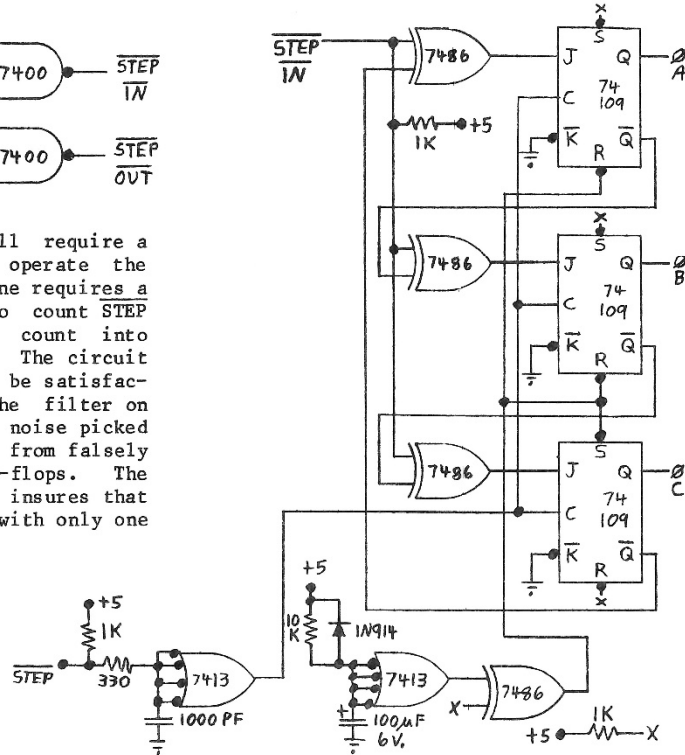 7400
STEP
IN
7400
STEP
OUT
ll require a
operate the
ne requires a
o count STEP
count into
The circuit
be satisfac-
he filter on
noise picked
from falsely
-flops. The
insures that
with only one
STEP
IN
7486
1K
+5
X
S
J
Q
Ø
A
C
74
109
K
Q
R
7486
X
S
J
Q
Ø
B
C
74
109
K
Q
R
7486
S
J
Q
Ø
C
C
74
109
K
Q
R
X
+5
1K
STEP
330
7413
1000 PF
+5
10
K
1N914
7413
+
100µF
6V.
X
7486
+5
1K
X